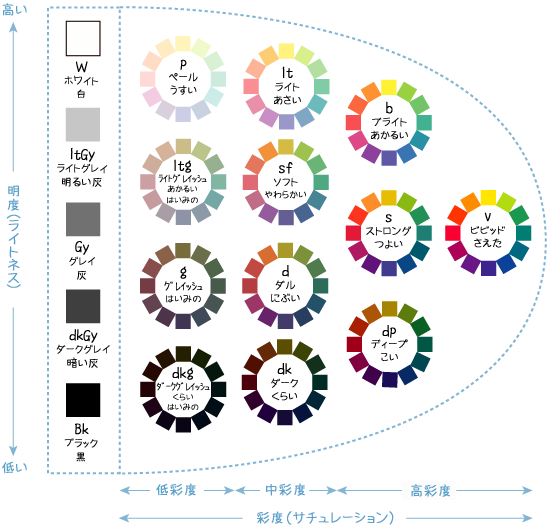 高い
明度(ライトネス)
低い
W
ホワイト
白
ltGy
ライトグレイ
明るい灰
Gy
グレイ
灰
dkGy
ダークグレイ
暗い灰
Bk
ブラック
黒
p
ペール
うすい
ltg
ライトグレイッシュ
あかるい
はいみの
g
グレイッシュ
はいみの
dkg
ダークグレイッシュ
くらい
はいみの
lt
ライト
あさい
sf
ソフト
やわらかい
d
ダル
にぶい
dk
ダーク
くらい
b
ブライト
あかるい
s
ストロング
つよい
dp
ディープ
こい
v
ビビッド
さえた
低彩度
中彩度
高彩度
彩度(サチュレーション)